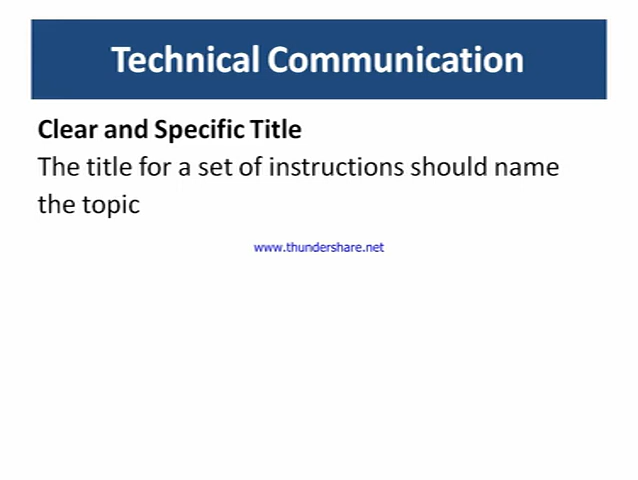 Technical Communication
Clear and Specific Title
The title for a set of instructions should name
the topic
www.thundershare.net